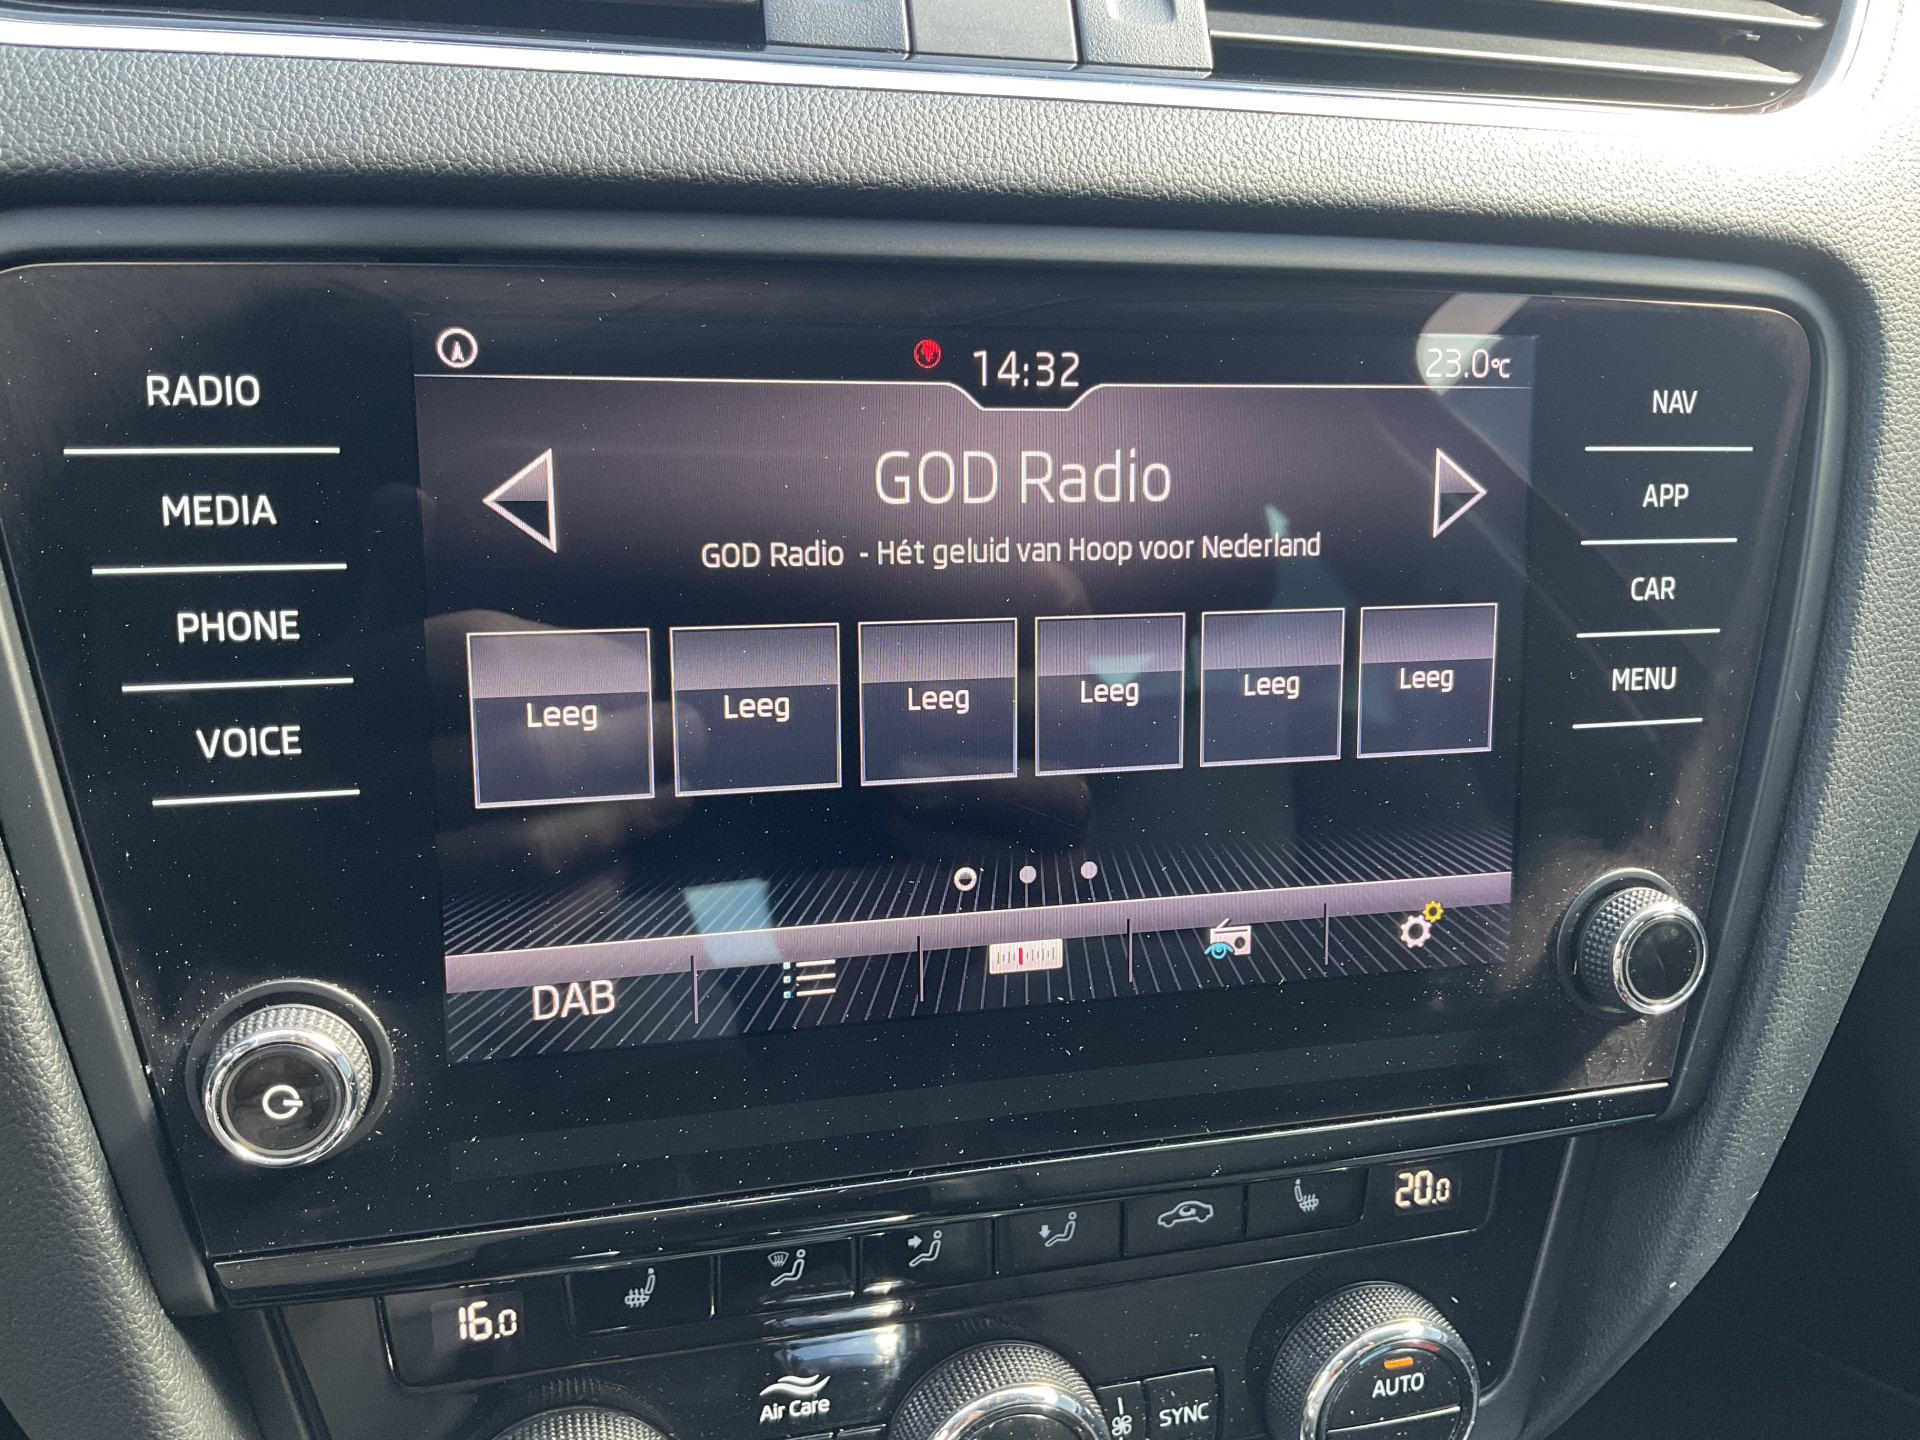 14:32
23.0°C
RADIO
MEDIA
PHONE
VOICE
GOD Radio
GOD Radio - Hét geluid van Hoop voor Nederland
Leeg
Leeg
Leeg
Leeg
Leeg
Leeg
DAB
NAV
APP
CAR
MENU
16.0
20.0
Air Care
SYNC
AUTO